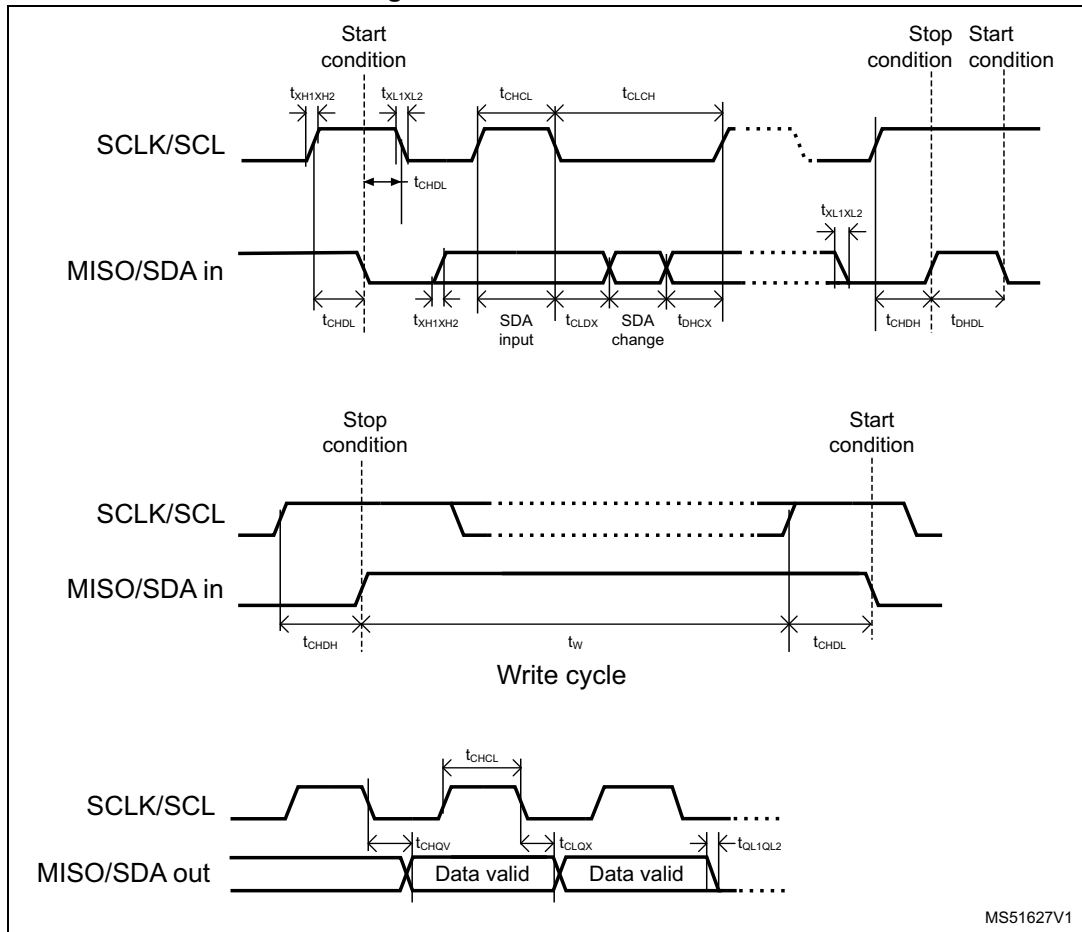 Start
condition
Stop Start
condition condition
tXH1XH2 tXL1XL2 tCHCL tCLCH
SCLK/SCL
tCHDL
tXL1XL2
MISO/SDA in
tCHDL tXH1XH2 SDA
input tCLDX SDA
change tDHCX tCHDH tDHDL
Stop
condition
Start
condition
SCLK/SCL
MISO/SDA in
tCHDH tW tCHDL
Write cycle
tCHCL
SCLK/SCL
tCHQV tCLQX tQL1QL2
MISO/SDA out Data valid Data valid
MS51627V1